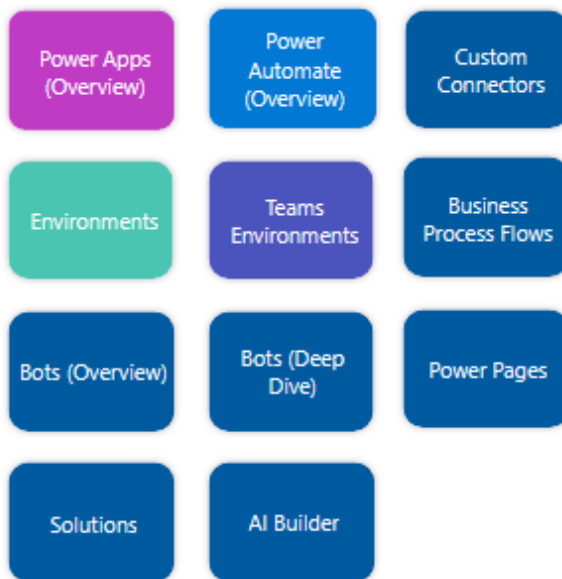 Power Apps
(Overview)
Power
Automate
(Overview)
Custom
Connectors
Environments
Teams
Environments
Business
Process Flows
Bots (Overview)
Bots (Deep
Dive)
Power Pages
Solutions
AI Builder